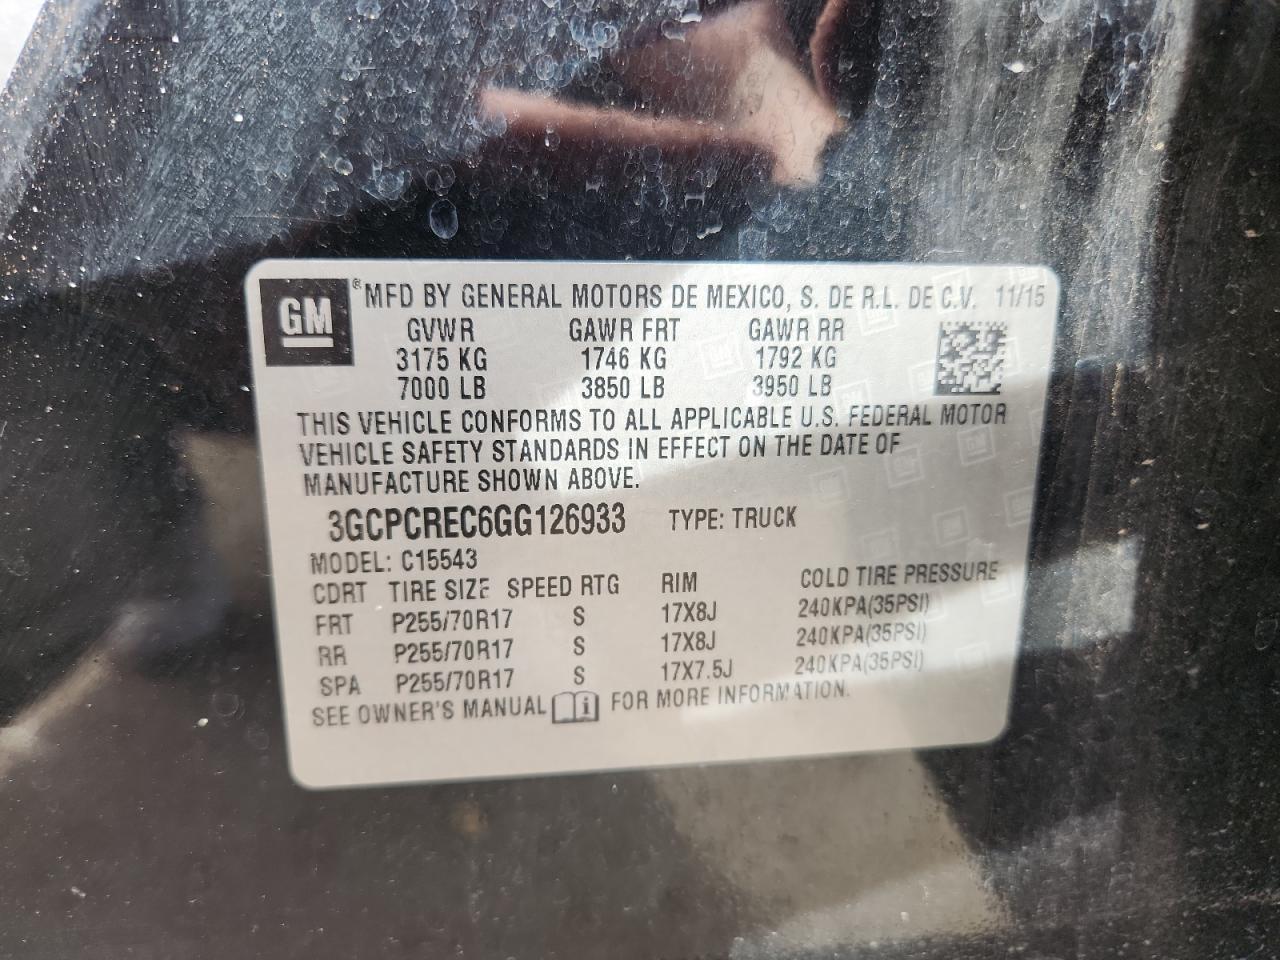 GM ® MFD BY GENERAL MOTORS DE MEXICO, S. DE R.L. DE C.V. 11/15
GVWR GAWR FRT GAWR RR
3175 KG 1746 KG 1792 KG
7000 LB 3850 LB 3950 LB
THIS VEHICLE CONFORMS TO ALL APPLICABLE U.S. FEDERAL MOTOR
VEHICLE SAFETY STANDARDS IN EFFECT ON THE DATE OF
MANUFACTURE SHOWN ABOVE.
3GCPCREC6GG126933 TYPE: TRUCK
MODEL: C15543
CDRT TIRE SIZE SPEED RTG RIM COLD TIRE PRESSURE
FRT P255/70R17 S 17X8J 240KPA(35PSI)
RR P255/70R17 S 17X8J 240KPA(35PSI)
SPA P255/70R17 S 17X7.5J 240KPA(35PSI)
SEE OWNER'S MANUAL i FOR MORE INFORMATION.